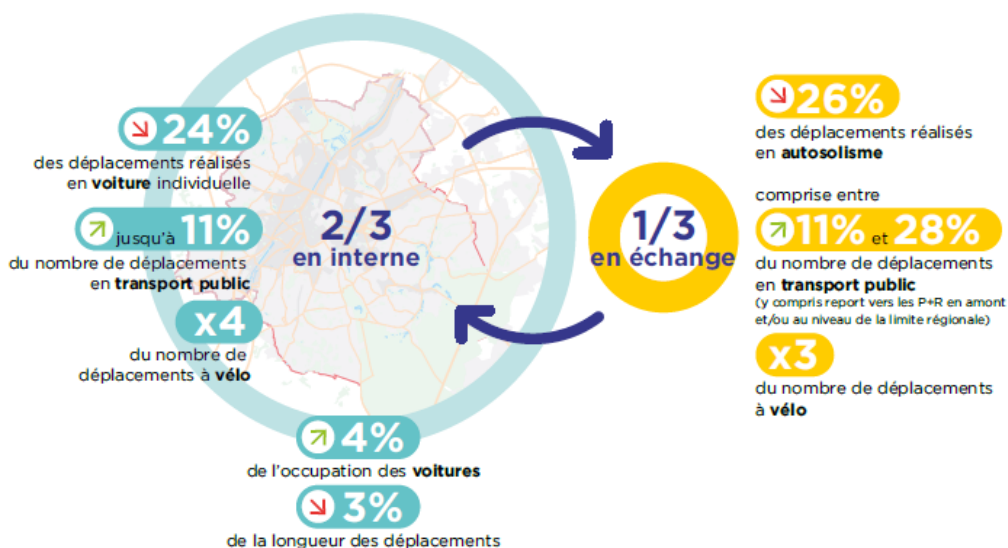 24%
des déplacements réalisés
en voiture individuelle
jusqu'à 11%
du nombre de déplacements
en transport public
x4
du nombre de
déplacements à vélo
2/3
en interne
4%
de l'occupation des voitures
3%
de la longueur des déplacements
1/3
en échange
26%
des déplacements réalisés
en autosolisme
comprise entre
11% et 28%
du nombre de déplacements
en transport public
(y compris report vers les P+R en amont
et/ou au niveau de la limite régionale)
x3
du nombre de déplacements
à vélo